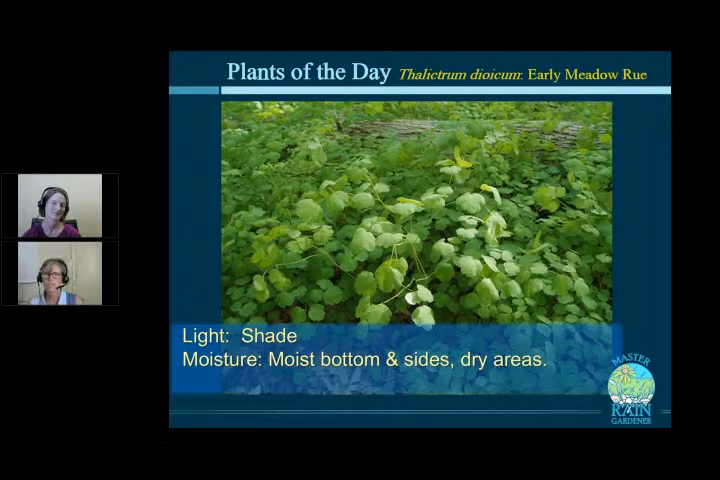 Plants of the Day Thalictrum dioicum: Early Meadow Rue
Light: Shade
Moisture: Moist bottom & sides, dry areas.
MASTER
RAIN
GARDENER